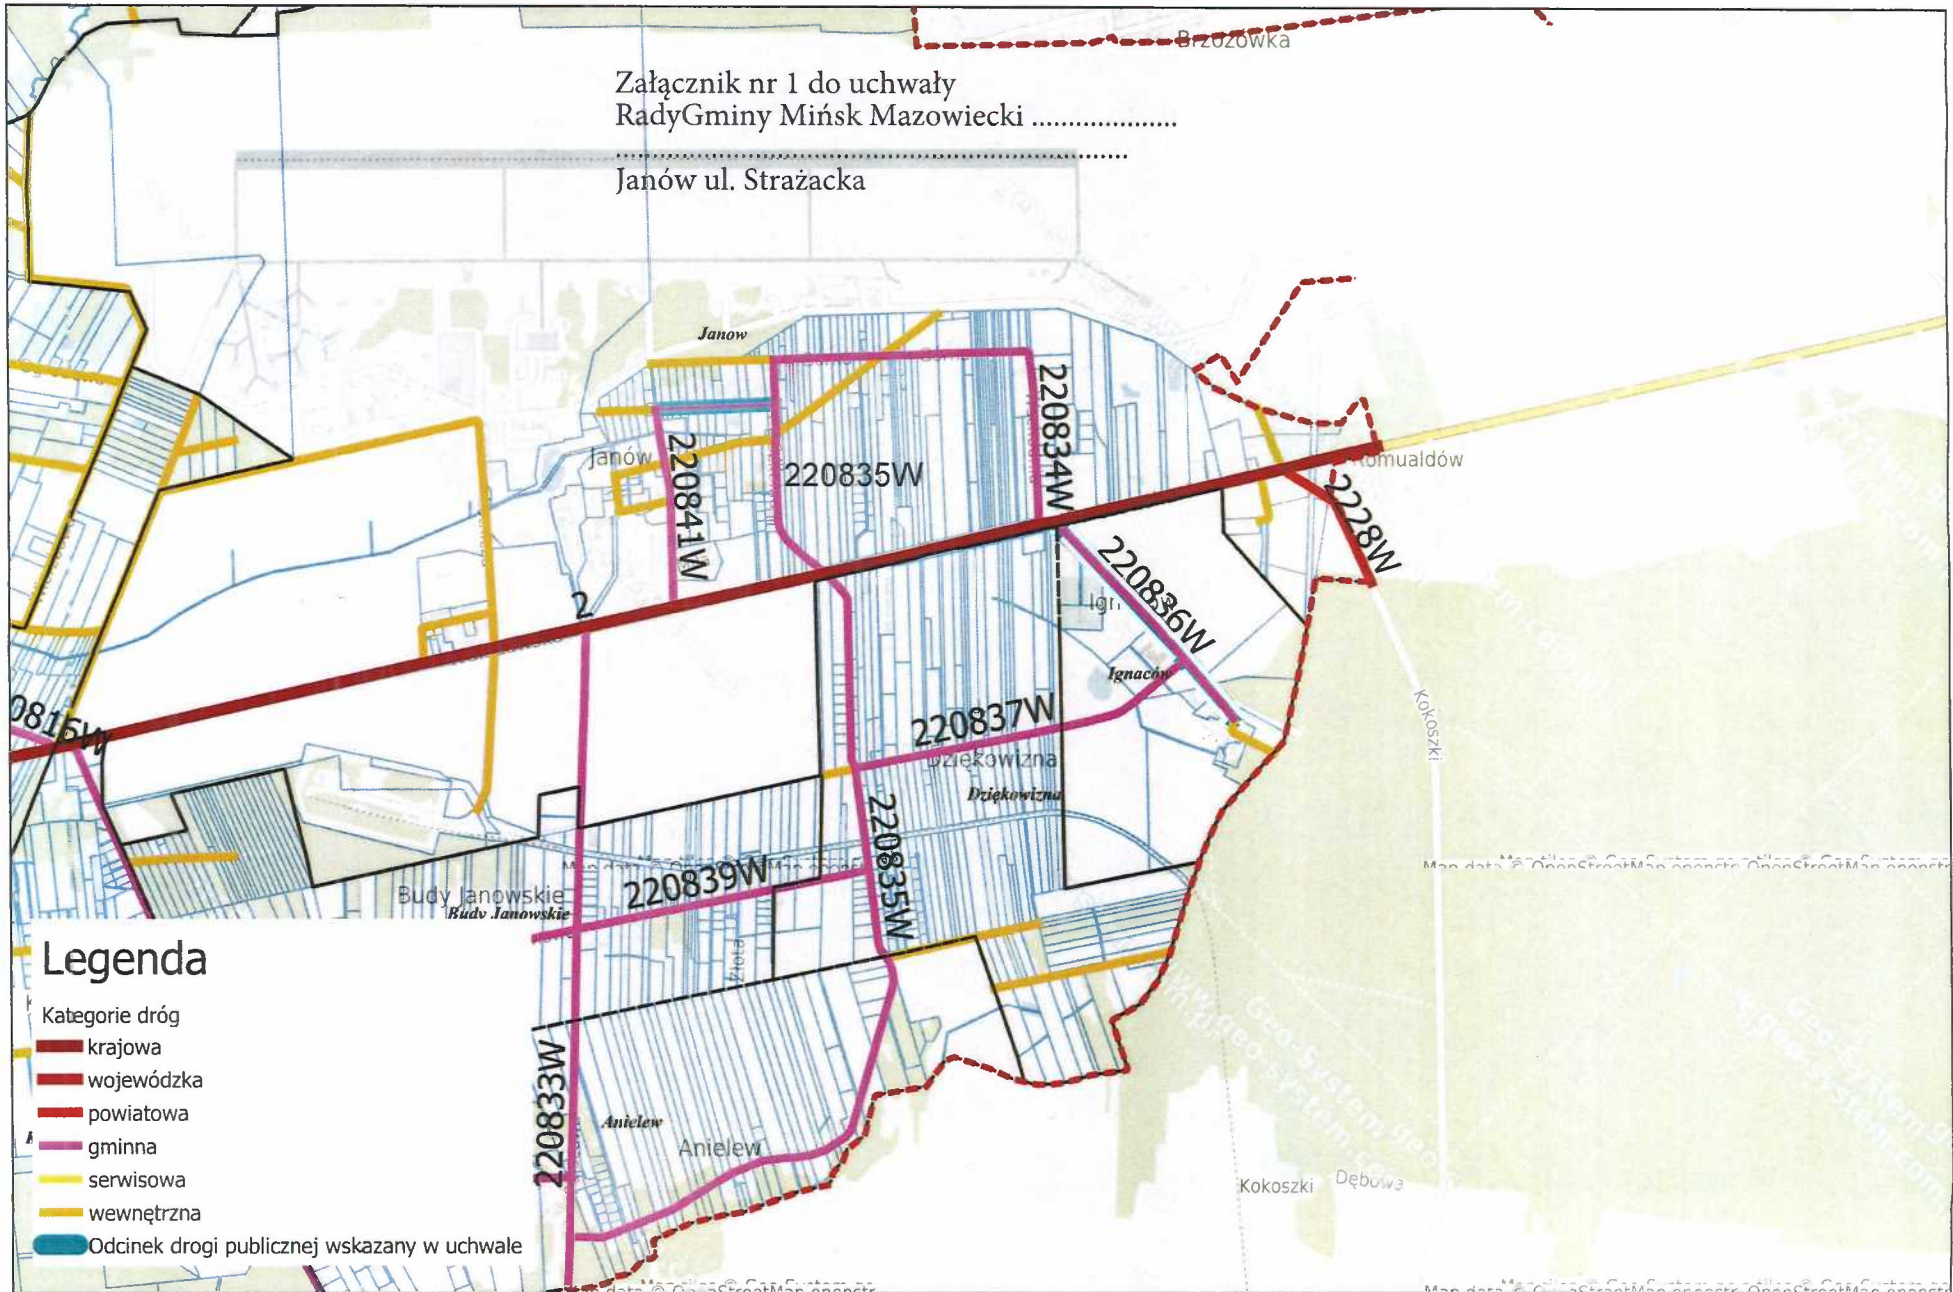 Brzozówka
Załącznik nr 1 do uchwały
RadyGminy Mińsk Mazowiecki ....................
.....................................................................
Janów ul. Strażacka
Janow
Janów
220841W
220835W
220834W
Romualdów
2228W
2
220836W
Ignaców
0816W
220837W
Dziękowizna
Dziękowizna
Kokoszki
220835W
220839W
Budy Janowskie
Budy Janowskie
Złota
220833W
Anielew
Anielew
Kokoszki
Dębowa
Legenda
Kategorie dróg
krajowa
wojewódzka
powiatowa
gminna
serwisowa
wewnętrzna
Odcinek drogi publicznej wskazany w uchwale